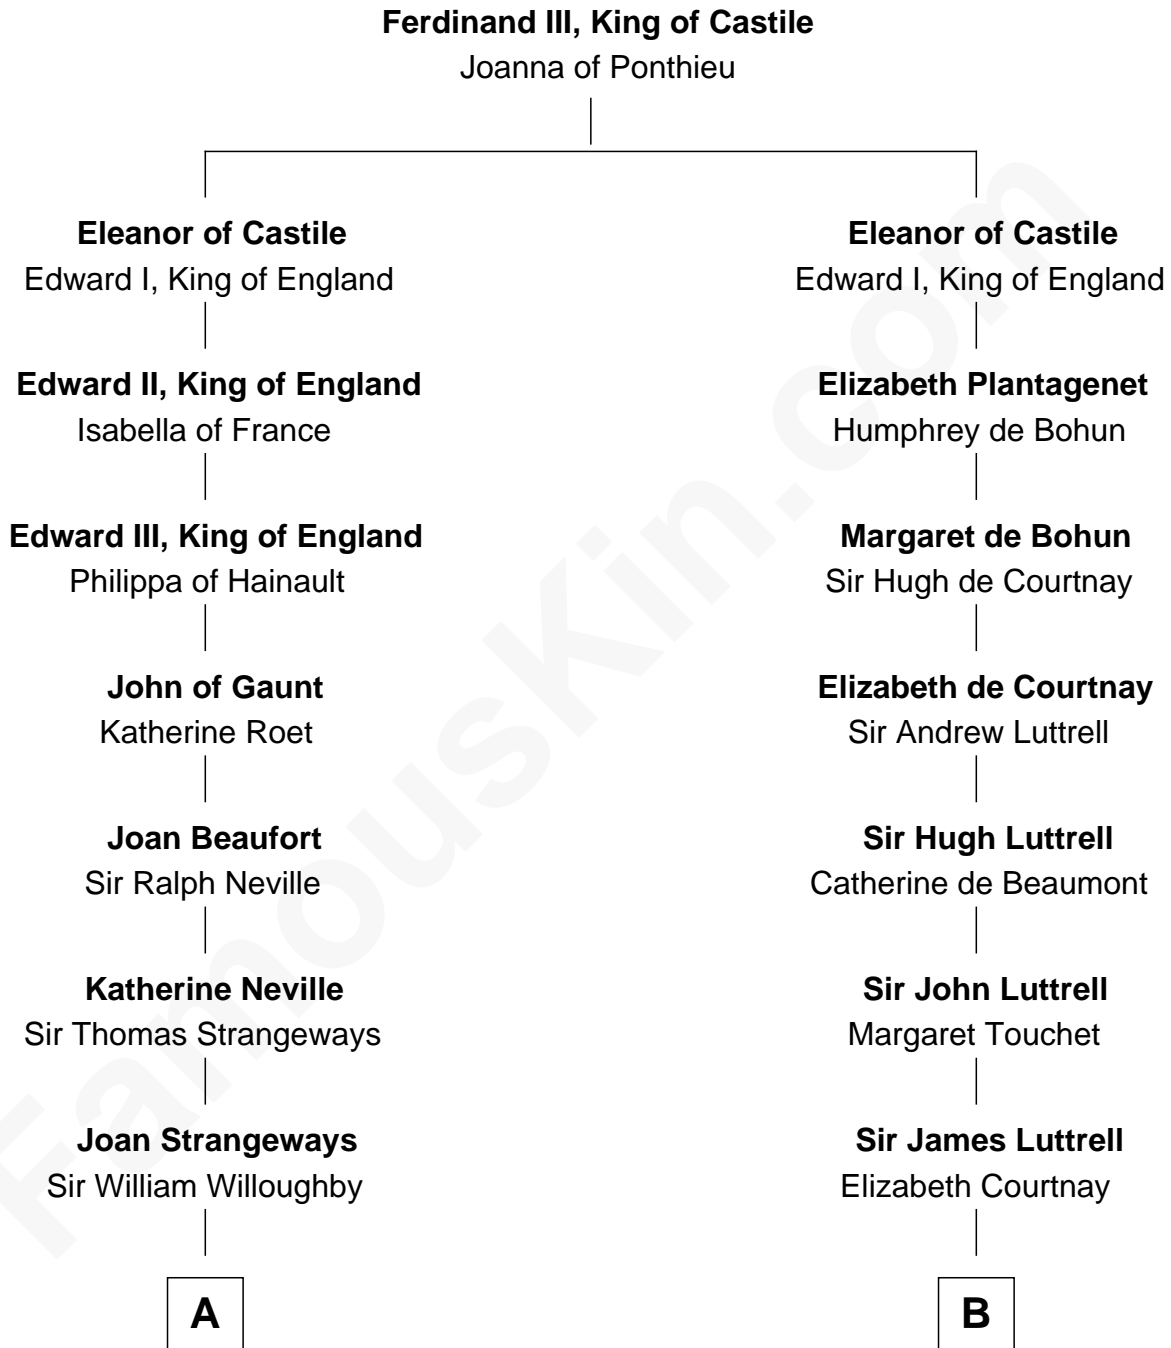 Ferdinand III, King of Castile
Joanna of Ponthieu
Eleanor of Castile
Edward I, King of England
Edward II, King of England
Isabella of France
Edward III, King of England
Philippa of Hainault
John of Gaunt
Katherine Roet
Joan Beaufort
Sir Ralph Neville
Katherine Neville
Sir Thomas Strangeways
Joan Strangeways
Sir William Willoughby
A
Eleanor of Castile
Edward I, King of England
Elizabeth Plantagenet
Humphrey de Bohun
Margaret de Bohun
Sir Hugh de Courtnay
Elizabeth de Courtnay
Sir Andrew Luttrell
Sir Hugh Luttrell
Catherine de Beaumont
Sir John Luttrell
Margaret Touchet
Sir James Luttrell
Elizabeth Courtnay
B
FamousKin.com